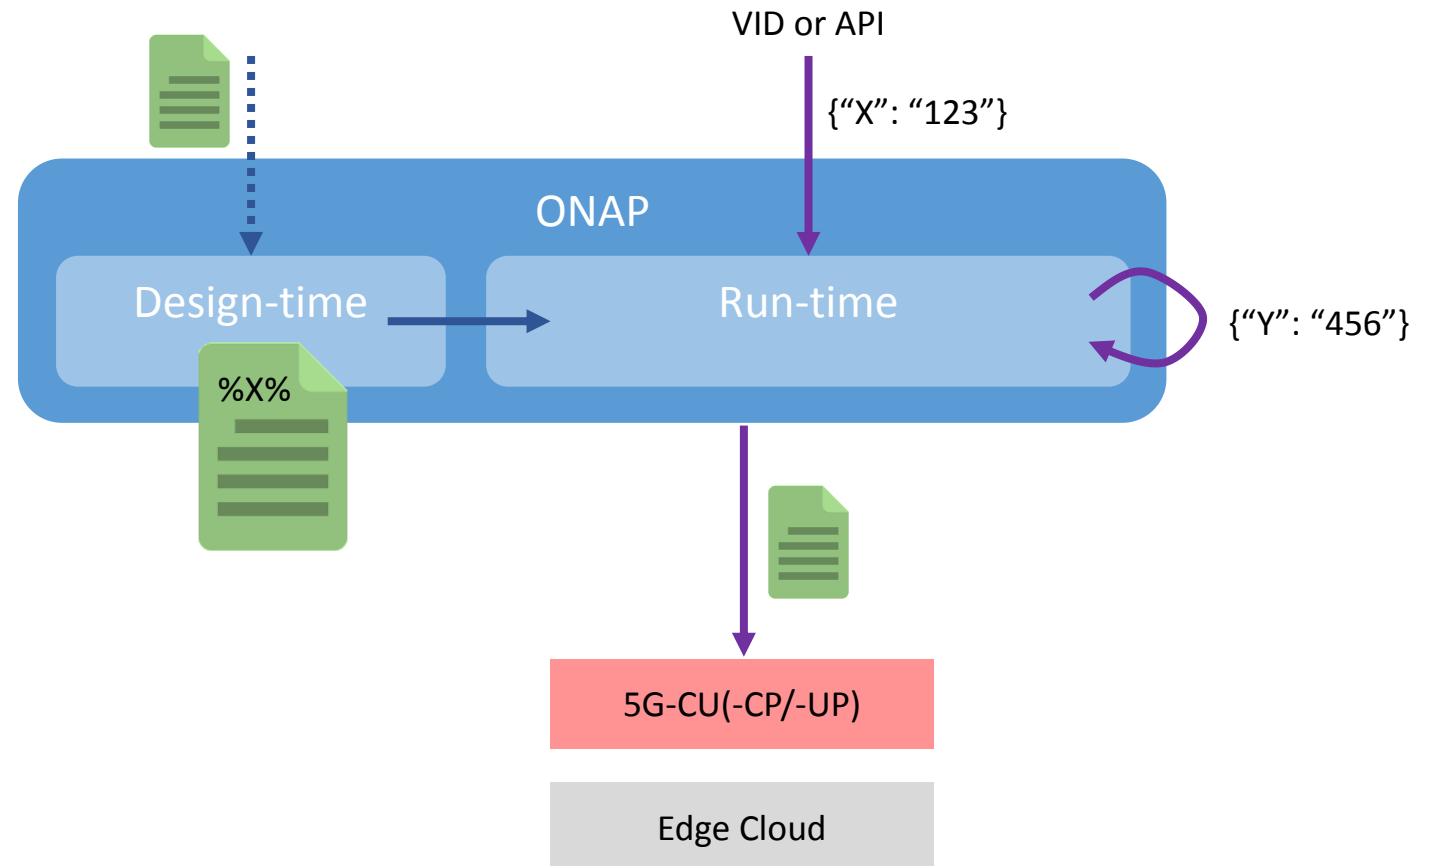 VID or API
{“X”: “123”}
ONAP
Design-time
Run-time
{“Y”: “456”}
%X%
5G-CU(-CP/-UP)
Edge Cloud